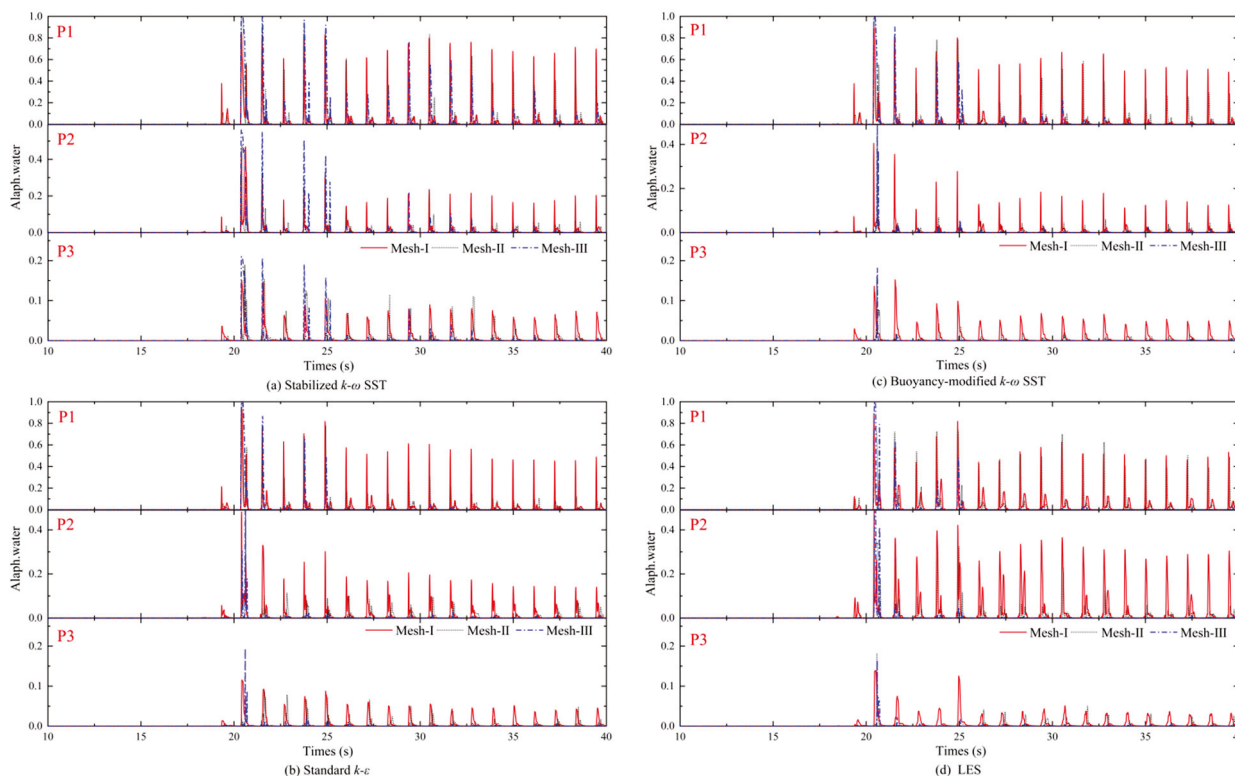 P1
1.0
0.8
0.6
0.4
0.2
0.0
P2
0.4
0.2
0.0
P3
Mesh-I Mesh-II Mesh-III
0.2
0.1
0.0
Alaph.water
10 15 20 25 30 35 40
Times (s)
(a) Stabilized k-ω SST
P1
1.0
0.8
0.6
0.4
0.2
0.0
P2
0.4
0.2
0.0
P3
Mesh-I Mesh-II Mesh-III
0.2
0.1
0.0
Alaph.water
10 15 20 25 30 35 40
Times (s)
(c) Buoyancy-modified k-ω SST
P1
1.0
0.8
0.6
0.4
0.2
0.0
P2
0.4
0.2
0.0
P3
Mesh-I Mesh-II Mesh-III
0.2
0.1
0.0
Alaph.water
10 15 20 25 30 35 40
Times (s)
(b) Standard k-ε
P1
1.0
0.8
0.6
0.4
0.2
0.0
P2
0.4
0.2
0.0
P3
Mesh-I Mesh-II Mesh-III
0.2
0.1
0.0
Alaph.water
10 15 20 25 30 35
Times (s)
(d) LES